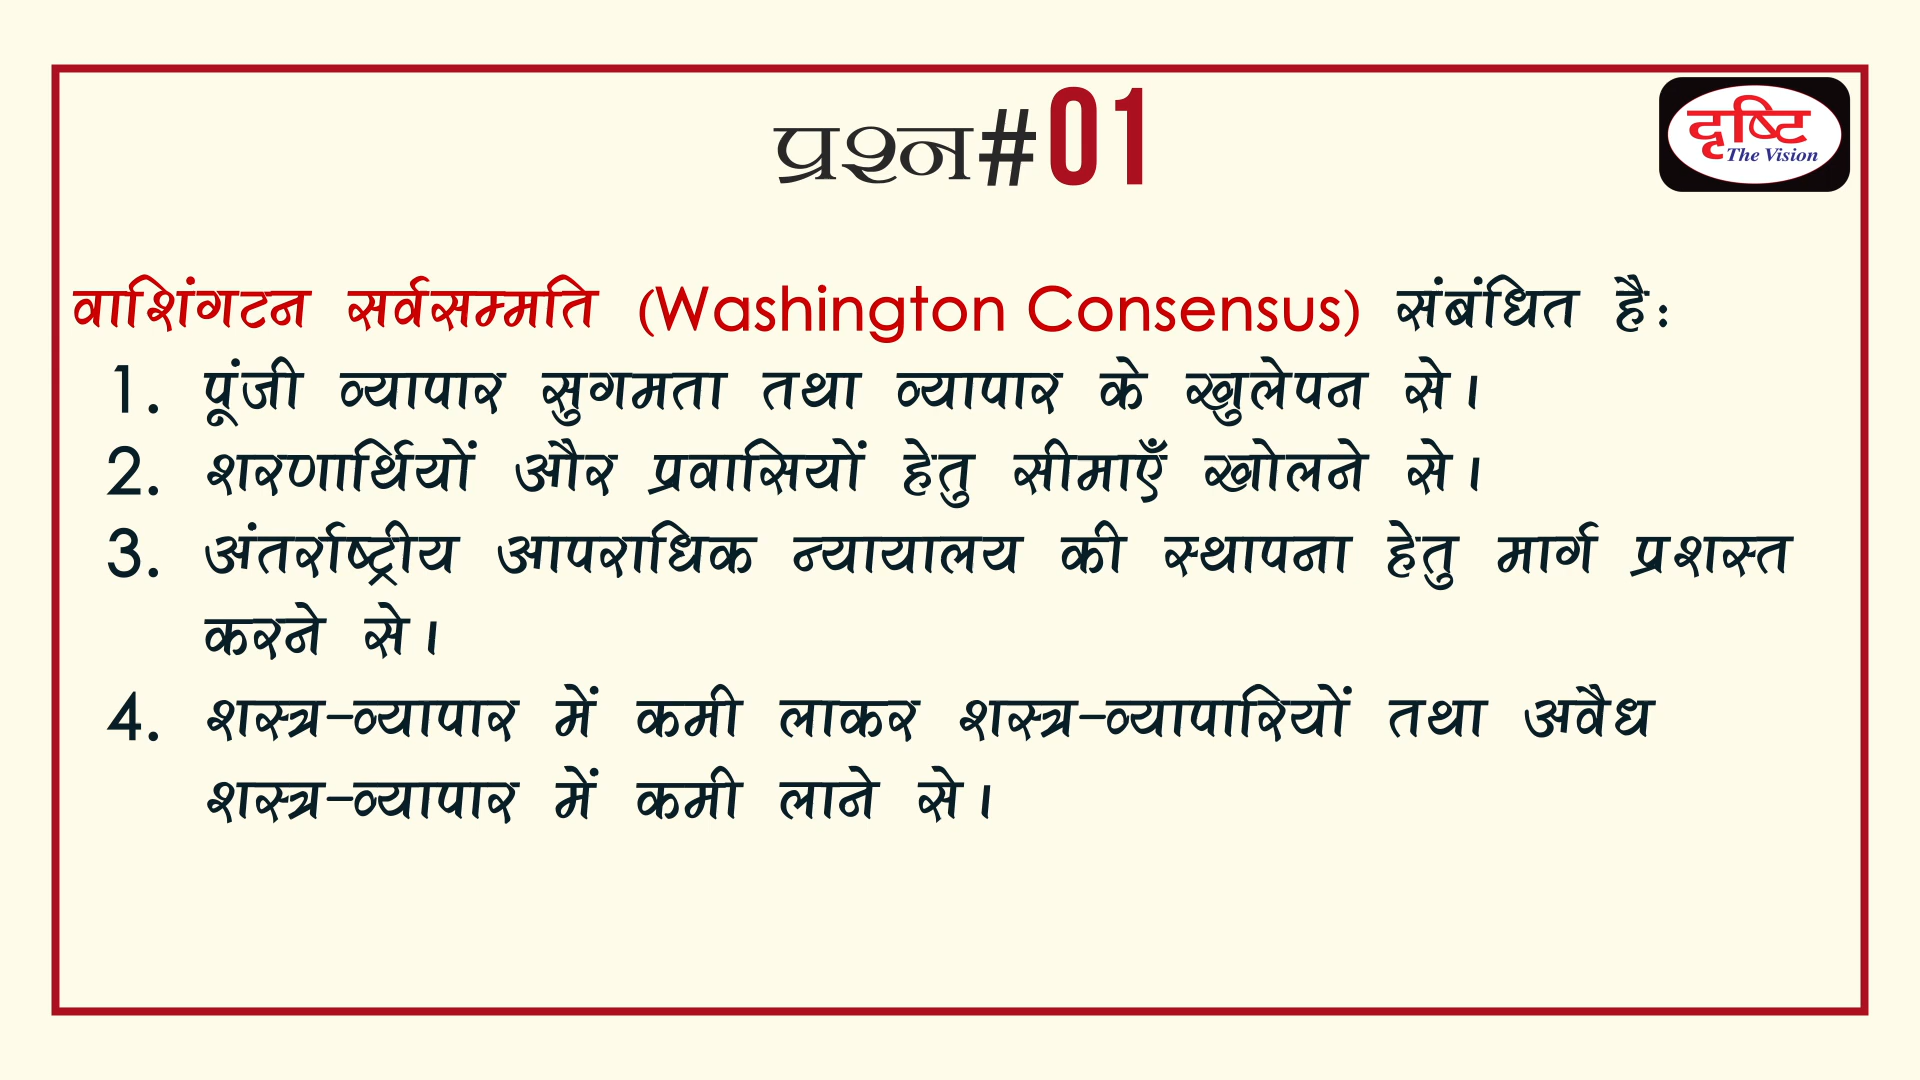 प्रश्न#01
दृष्टि
The Vision
वाशिंगटन सर्वसम्मति (Washington Consensus) संबंधित है:
1. पूंजी व्यापार सुगमता तथा व्यापार के खुलेपन से।
2. शरणार्थियों और प्रवासियों हेतु सीमाएँ खोलने से।
3. अंतर्राष्ट्रीय आपराधिक न्यायालय की स्थापना हेतु मार्ग प्रशस्त
करने से।
4. शस्त्र-व्यापार में कमी लाकर शस्त्र-व्यापारियों तथा अवैध
शस्त्र-व्यापार में कमी लाने से।